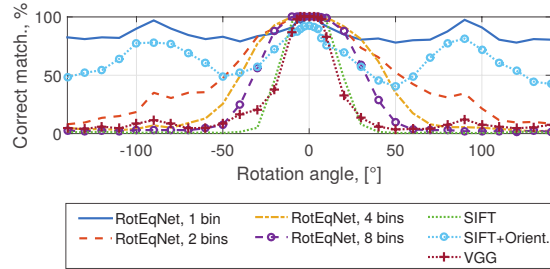 Correct match., %
100
50
0
-100 -50 0 50 100
Rotation angle, [°]
RotEqNet, 1 bin RotEqNet, 4 bins SIFT
RotEqNet, 2 bins RotEqNet, 8 bins SIFT+Orient.
VGG